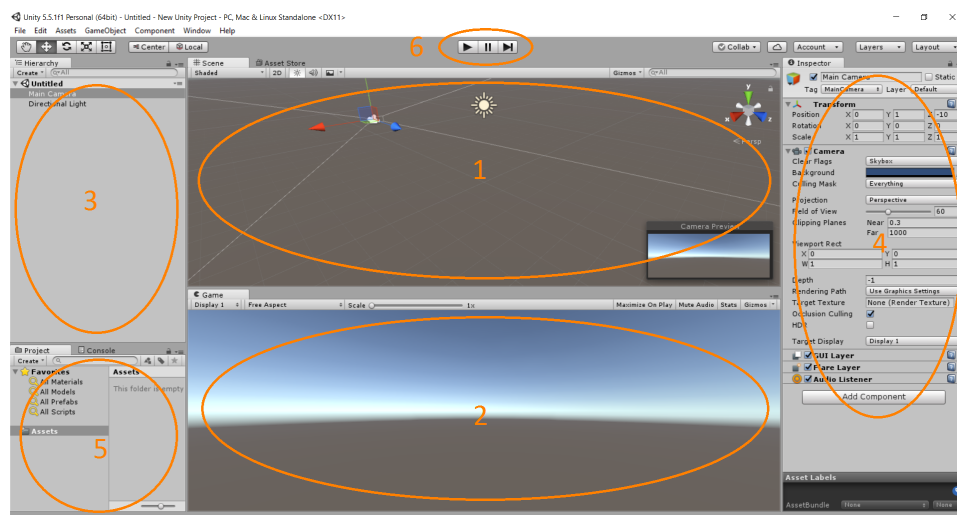 Unity 5.5.1f1 Personal (64bit) - Untitled - New Unity Project - PC, Mac & Linux Standalone <DX11>
File Edit Assets GameObject Component Window Help
Center Local
6
Collab Account Layers Layout
Hierarchy
Create All
Untitled
Main Camera
Directional Light
3
Scene Asset Store
Shaded 2D Gizmos All
y
x z
Persp
1
Camera Preview
Game
Display 1 Free Aspect Scale 1x Maximize On Play Mute Audio Stats Gizmos
2
Project Console
Create
Favorites
All Materials
All Models
All Prefabs
All Scripts
Assets
Assets
This folder is empty
5
Inspector
Main Camera Static
Tag MainCamera Layer Default
Transform
Position X 0 Y 1 Z -10
Rotation X 0 Y 0 Z 0
Scale X 1 Y 1 Z 1
Camera
Clear Flags Skybox
Background
Culling Mask Everything
Projection Perspective
Field of View 60
Clipping Planes Near 0.3
Far 1000
4
Viewport Rect
X 0 Y 0
W 1 H 1
Depth -1
Rendering Path Use Graphics Settings
Target Texture None (Render Texture)
Occlusion Culling
HDR
Target Display Display 1
GUI Layer
Flare Layer
Audio Listener
Add Component
Asset Labels
AssetBundle None None